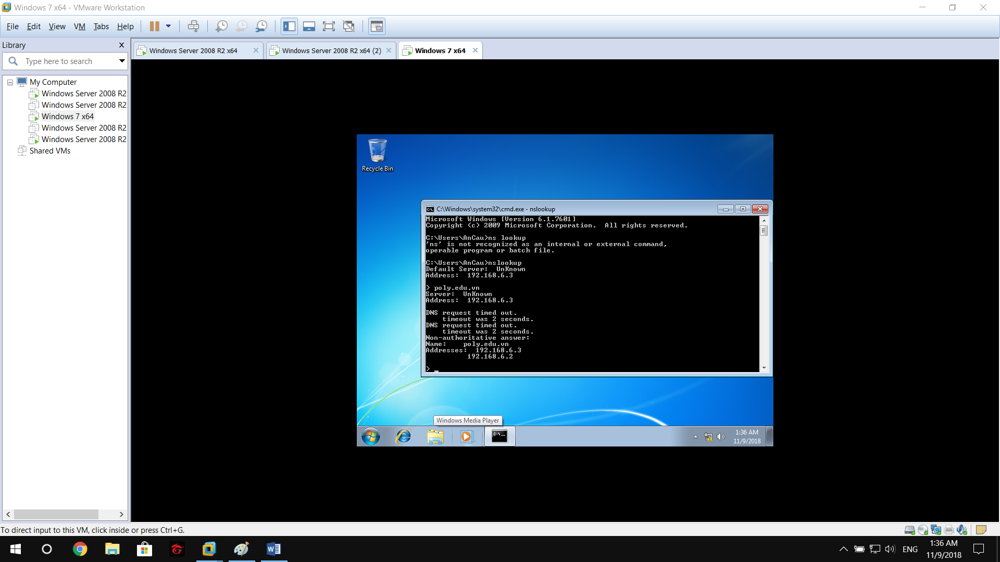 Windows 7 x64 - VMware Workstation
File Edit View VM Tabs Help
Library
Type here to search
My Computer
Windows Server 2008 R2
Windows Server 2008 R2
Windows 7 x64
Windows Server 2008 R2
Windows Server 2008 R2
Shared VMs
Windows Server 2008 R2 x64
Windows Server 2008 R2 x64 (2)
Windows 7 x64
Recycle Bin
C:\Windows\system32\cmd.exe - nslookup
Microsoft Windows [Version 6.1.7601]
Copyright (c) 2009 Microsoft Corporation.  All rights reserved.
C:\Users\AnCau>ns lookup
'ns' is not recognized as an internal or external command,
operable program or batch file.
C:\Users\AnCau>nslookup
Default Server:  UnKnown
Address:  192.168.6.3
> poly.edu.vn
Server:  UnKnown
Address:  192.168.6.3
DNS request timed out.
    timeout was 2 seconds.
DNS request timed out.
    timeout was 2 seconds.
Non-authoritative answer:
Name:    poly.edu.vn
Addresses:  192.168.6.3
          192.168.6.2
>
Windows Media Player
1:36 AM
11/9/2018
To direct input to this VM, click inside or press Ctrl+G.
ENG
1:36 AM
11/9/2018